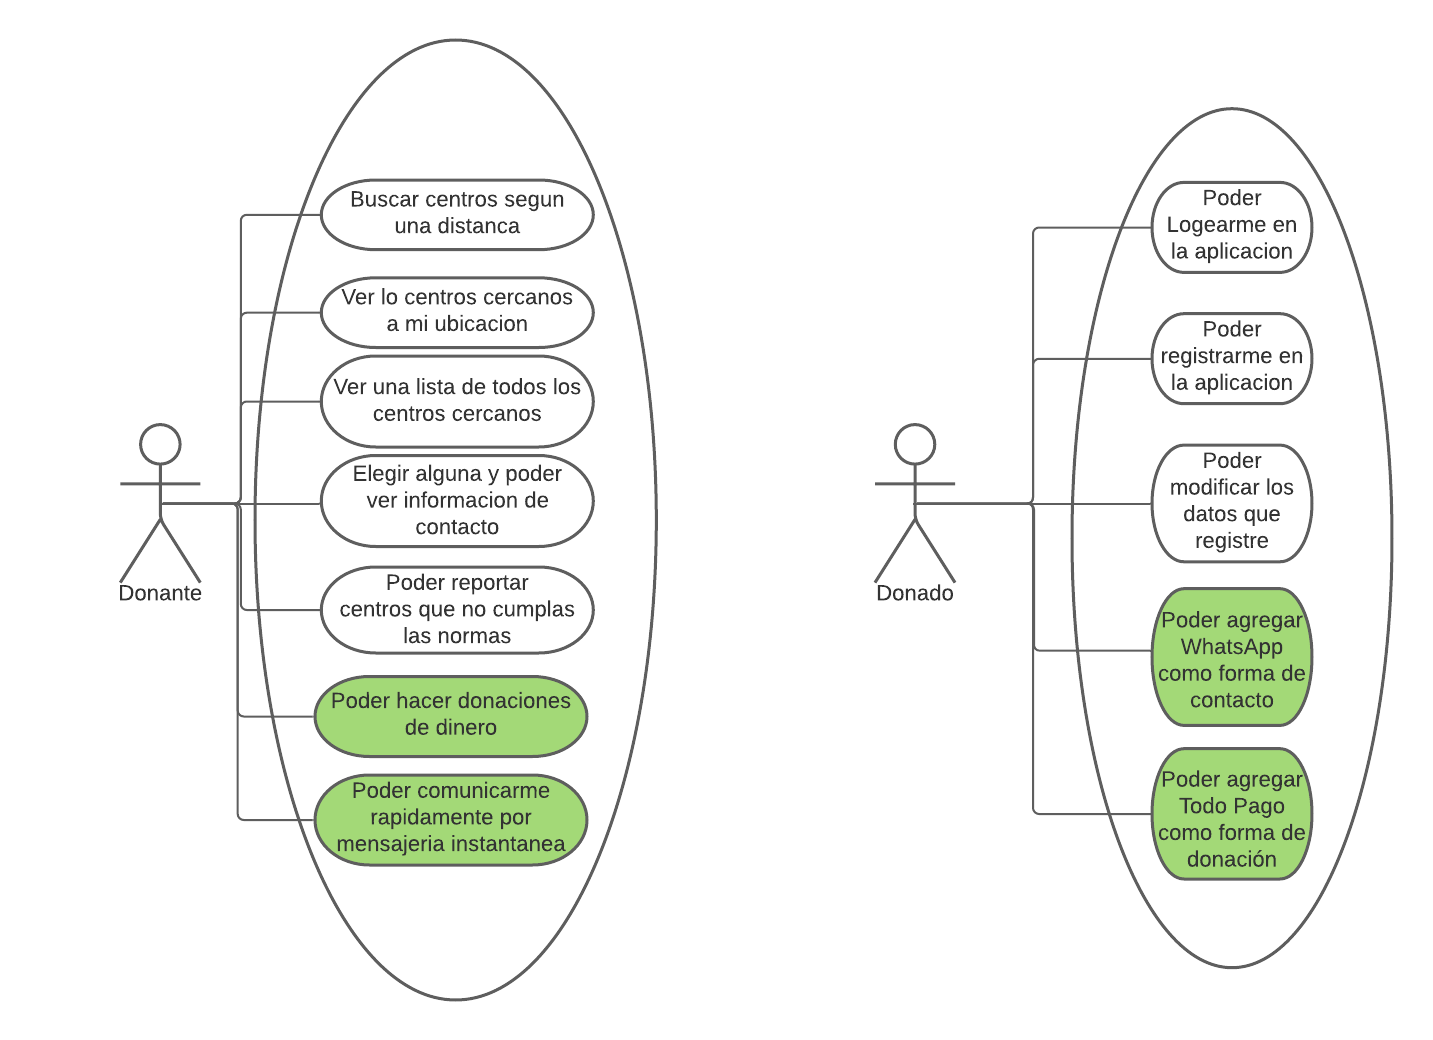 Buscar centros segun
una distanca
Ver lo centros cercanos
a mi ubicacion
Ver una lista de todos los
centros cercanos
Elegir alguna y poder
ver informacion de
contacto
Poder reportar
centros que no cumplas
las normas
Poder hacer donaciones
de dinero
Poder comunicarme
rapidamente por
mensajeria instantanea
Donante
Poder
Logearme en
la aplicacion
Poder
registrarme en
la aplicacion
Poder
modificar los
datos que
registre
Poder agregar
WhatsApp
como forma de
contacto
Poder agregar
Todo Pago
como forma de
donación
Donado